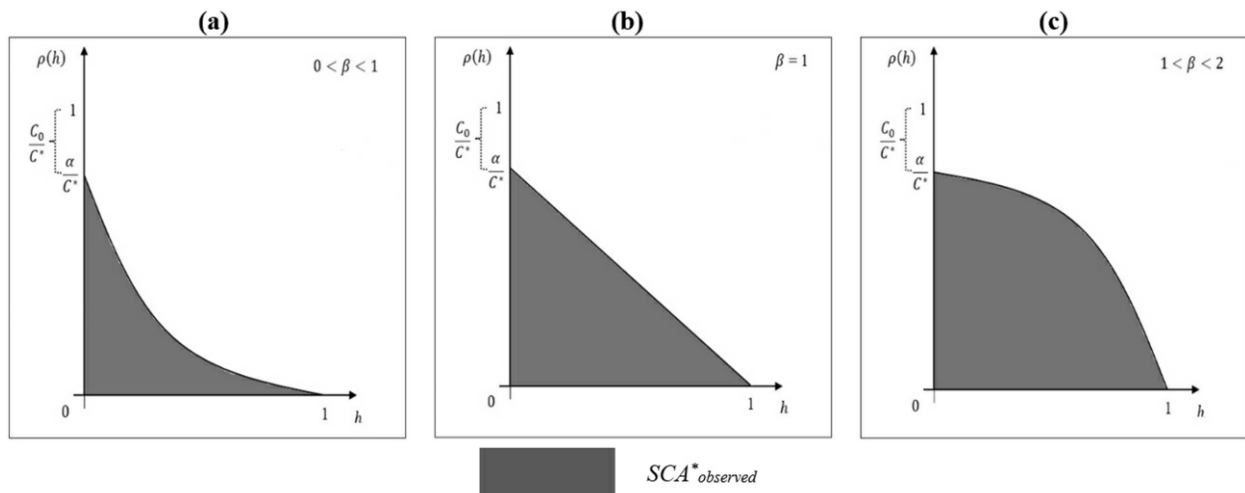 (a)
ρ(h)
0 < β < 1
1
C₀
C*
α
C*
0
1
h
(b)
ρ(h)
β = 1
1
C₀
C*
α
C*
0
1
h
(c)
ρ(h)
1 < β < 2
1
C₀
C*
α
C*
0
1
h
SCA*observed